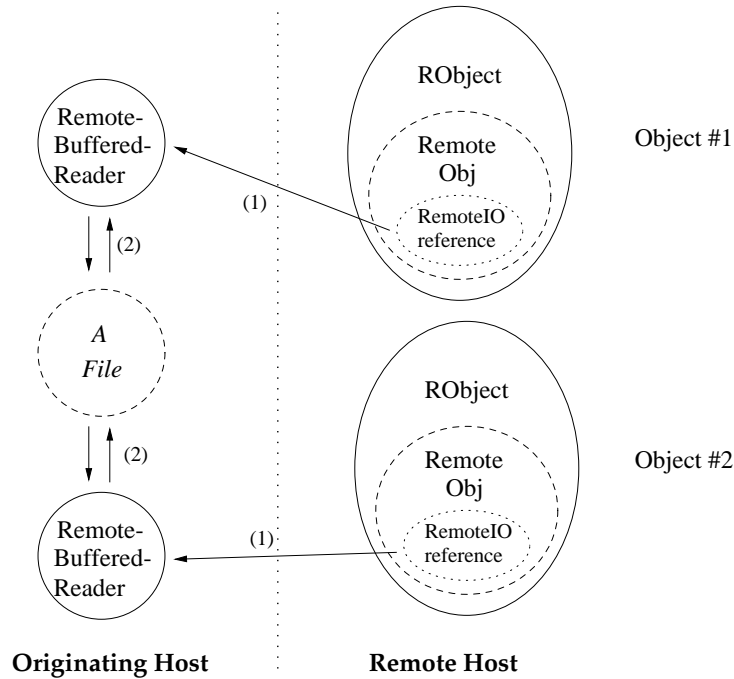 RObject
Remote-
Buffered-
Reader
Remote
Obj
Object #1
RemoteIO
reference
(1)
(2)
A
File
RObject
(2)
Remote
Obj
Object #2
Remote-
Buffered-
Reader
(1)
RemoteIO
reference
Originating Host
Remote Host